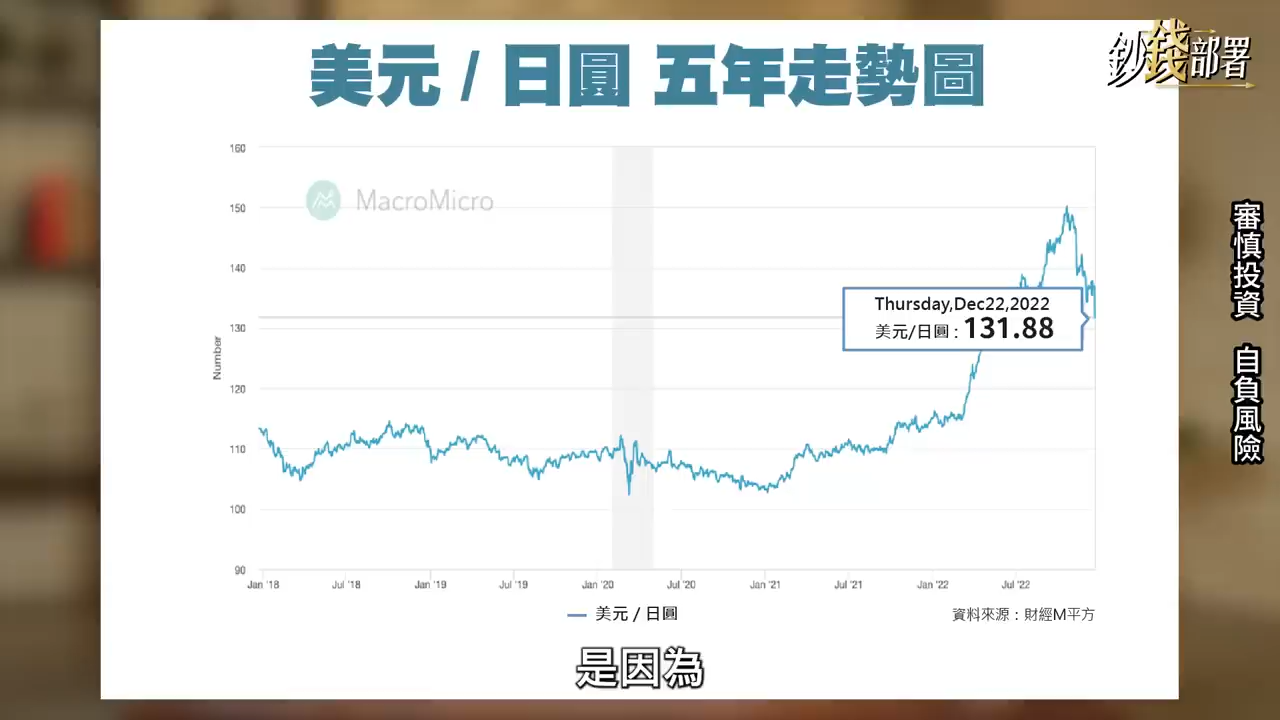 美元 / 日圓 五年走勢圖
鈔錢部署
160
MacroMicro
150
140
Thursday,Dec22,2022
美元/日圓 : 131.88
130
Number
120
110
100
90
Jan '18
Jul '18
Jan '19
Jul '19
Jan '20
Jul '20
Jan '21
Jul '21
Jan '22
Jul '22
美元 / 日圓
資料來源：財經M平方
審慎投資 自負風險
是因為